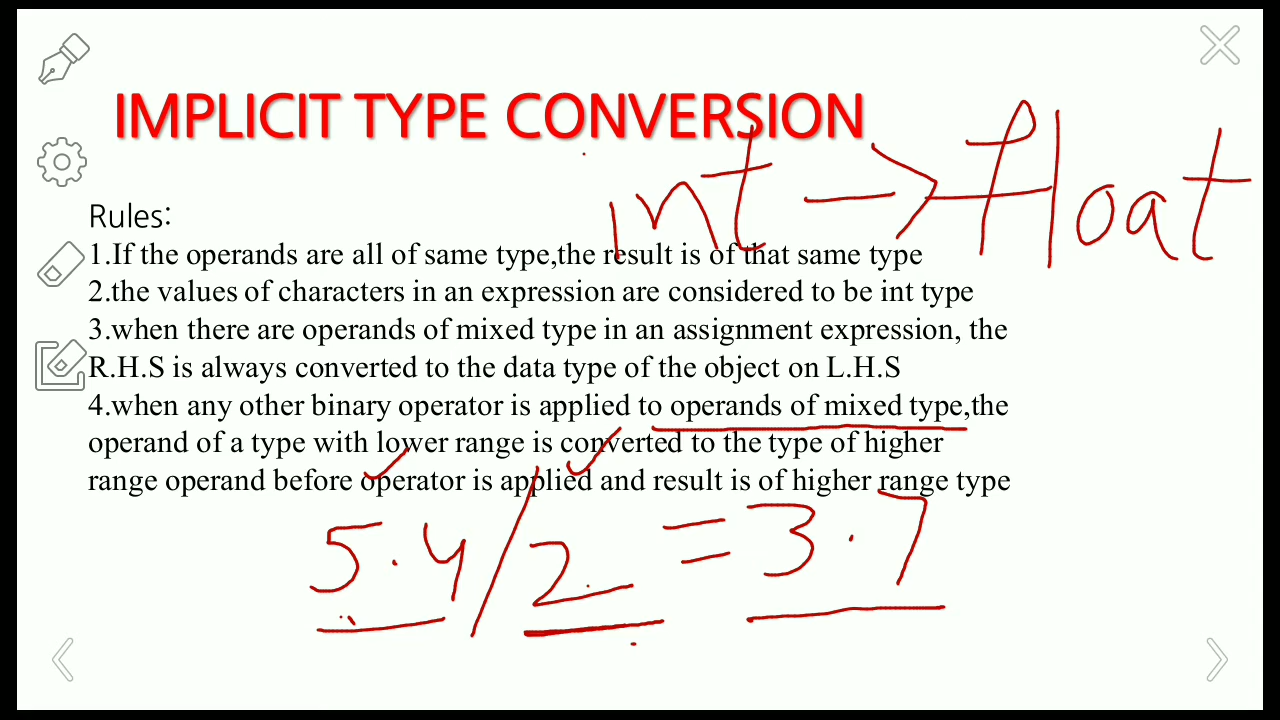 IMPLICIT TYPE CONVERSION
int → float
Rules:
1.If the operands are all of same type,the result is of that same type
2.the values of characters in an expression are considered to be int type
3.when there are operands of mixed type in an assignment expression, the
R.H.S is always converted to the data type of the object on L.H.S
4.when any other binary operator is applied to operands of mixed type,the
operand of a type with lower range is converted to the type of higher
range operand before operator is applied and result is of higher range type
5.4/2 = 3.7